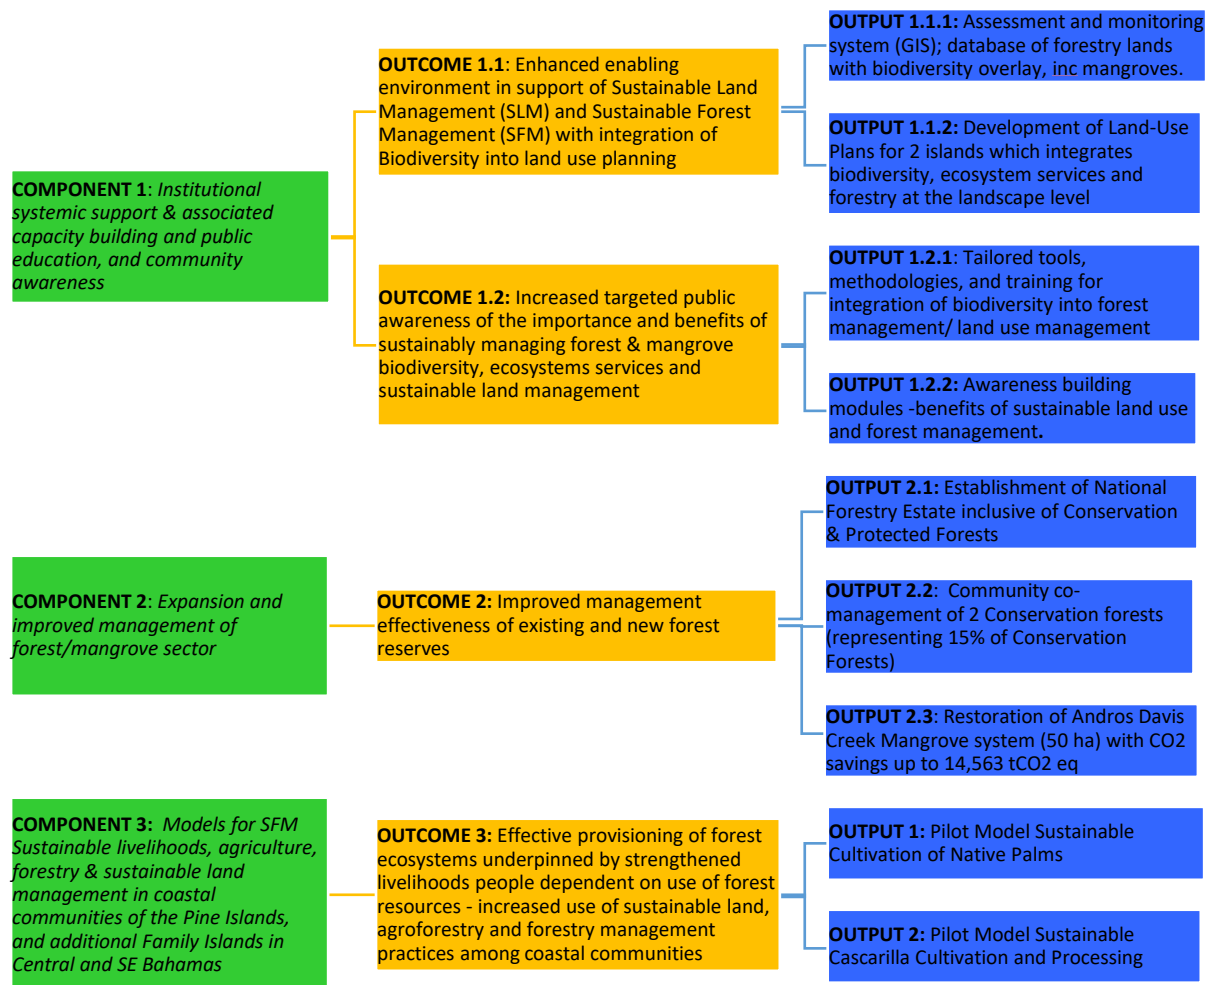 COMPONENT 1: Institutional
systemic support & associated
capacity building and public
education, and community
awareness
OUTCOME 1.1: Enhanced enabling
environment in support of Sustainable Land
Management (SLM) and Sustainable Forest
Management (SFM) with integration of
Biodiversity into land use planning
OUTPUT 1.1.1: Assessment and monitoring
system (GIS); database of forestry lands
with biodiversity overlay, inc mangroves.
OUTPUT 1.1.2: Development of Land-Use
Plans for 2 islands which integrates
biodiversity, ecosystem services and
forestry at the landscape level
OUTCOME 1.2: Increased targeted public
awareness of the importance and benefits of
sustainably managing forest & mangrove
biodiversity, ecosystems services and
sustainable land management
OUTPUT 1.2.1: Tailored tools,
methodologies, and training for
integration of biodiversity into forest
management/ land use management
OUTPUT 1.2.2: Awareness building
modules -benefits of sustainable land use
and forest management.
COMPONENT 2: Expansion and
improved management of
forest/mangrove sector
OUTCOME 2: Improved management
effectiveness of existing and new forest
reserves
OUTPUT 2.1: Establishment of National
Forestry Estate inclusive of Conservation
& Protected Forests
OUTPUT 2.2: Community co-
management of 2 Conservation forests
(representing 15% of Conservation
Forests)
OUTPUT 2.3: Restoration of Andros Davis
Creek Mangrove system (50 ha) with CO2
savings up to 14,563 tCO2 eq
COMPONENT 3: Models for SFM
Sustainable livelihoods, agriculture,
forestry & sustainable land
management in coastal
communities of the Pine Islands,
and additional Family Islands in
Central and SE Bahamas
OUTCOME 3: Effective provisioning of forest
ecosystems underpinned by strengthened
livelihoods people dependent on use of forest
resources - increased use of sustainable land,
agroforestry and forestry management
practices among coastal communities
OUTPUT 1: Pilot Model Sustainable
Cultivation of Native Palms
OUTPUT 2: Pilot Model Sustainable
Cascarilla Cultivation and Processing